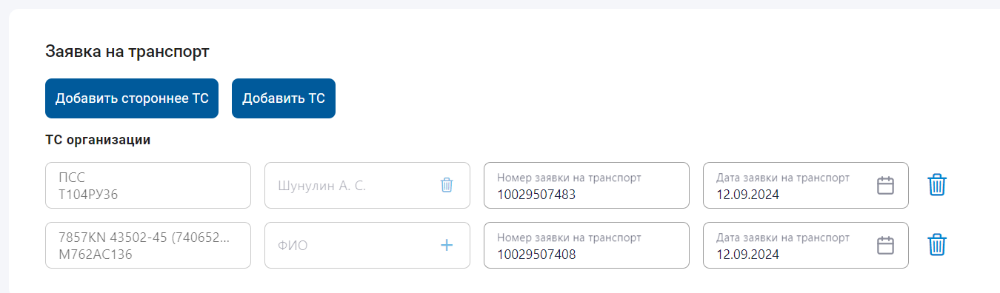 Заявка на транспорт
Добавить стороннее ТС Добавить ТС
ТС организации
ПСС
Т104РУ36
Шунулин А. С.
Номер заявки на транспорт
10029507483
Дата заявки на транспорт
12.09.2024
7857KN 43502-45 (740652...
М762АС136
ФИО
Номер заявки на транспорт
10029507408
Дата заявки на транспорт
12.09.2024